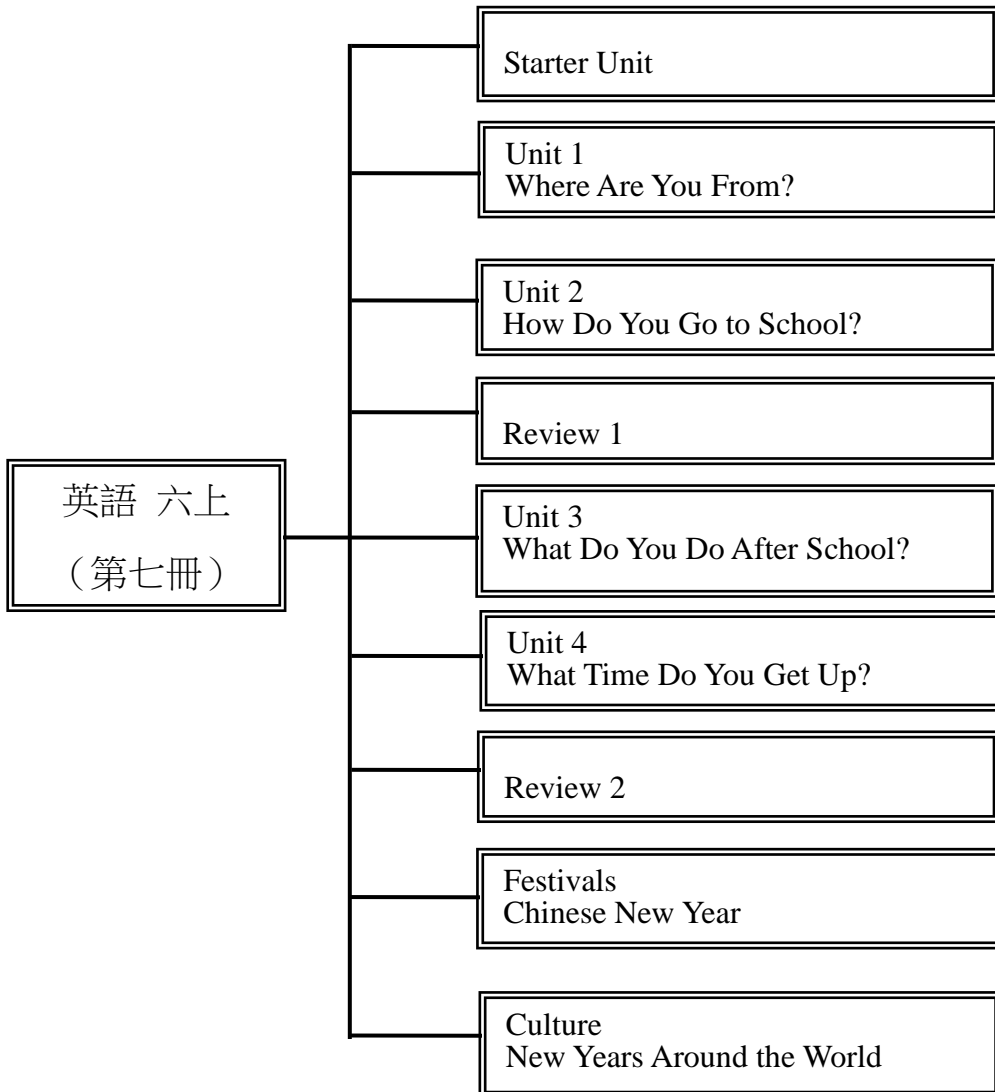 Starter Unit
Unit 1
Where Are You From?
Unit 2
How Do You Go to School?
Review 1
英語 六上
（第七冊）
Unit 3
What Do You Do After School?
Unit 4
What Time Do You Get Up?
Review 2
Festivals
Chinese New Year
Culture
New Years Around the World